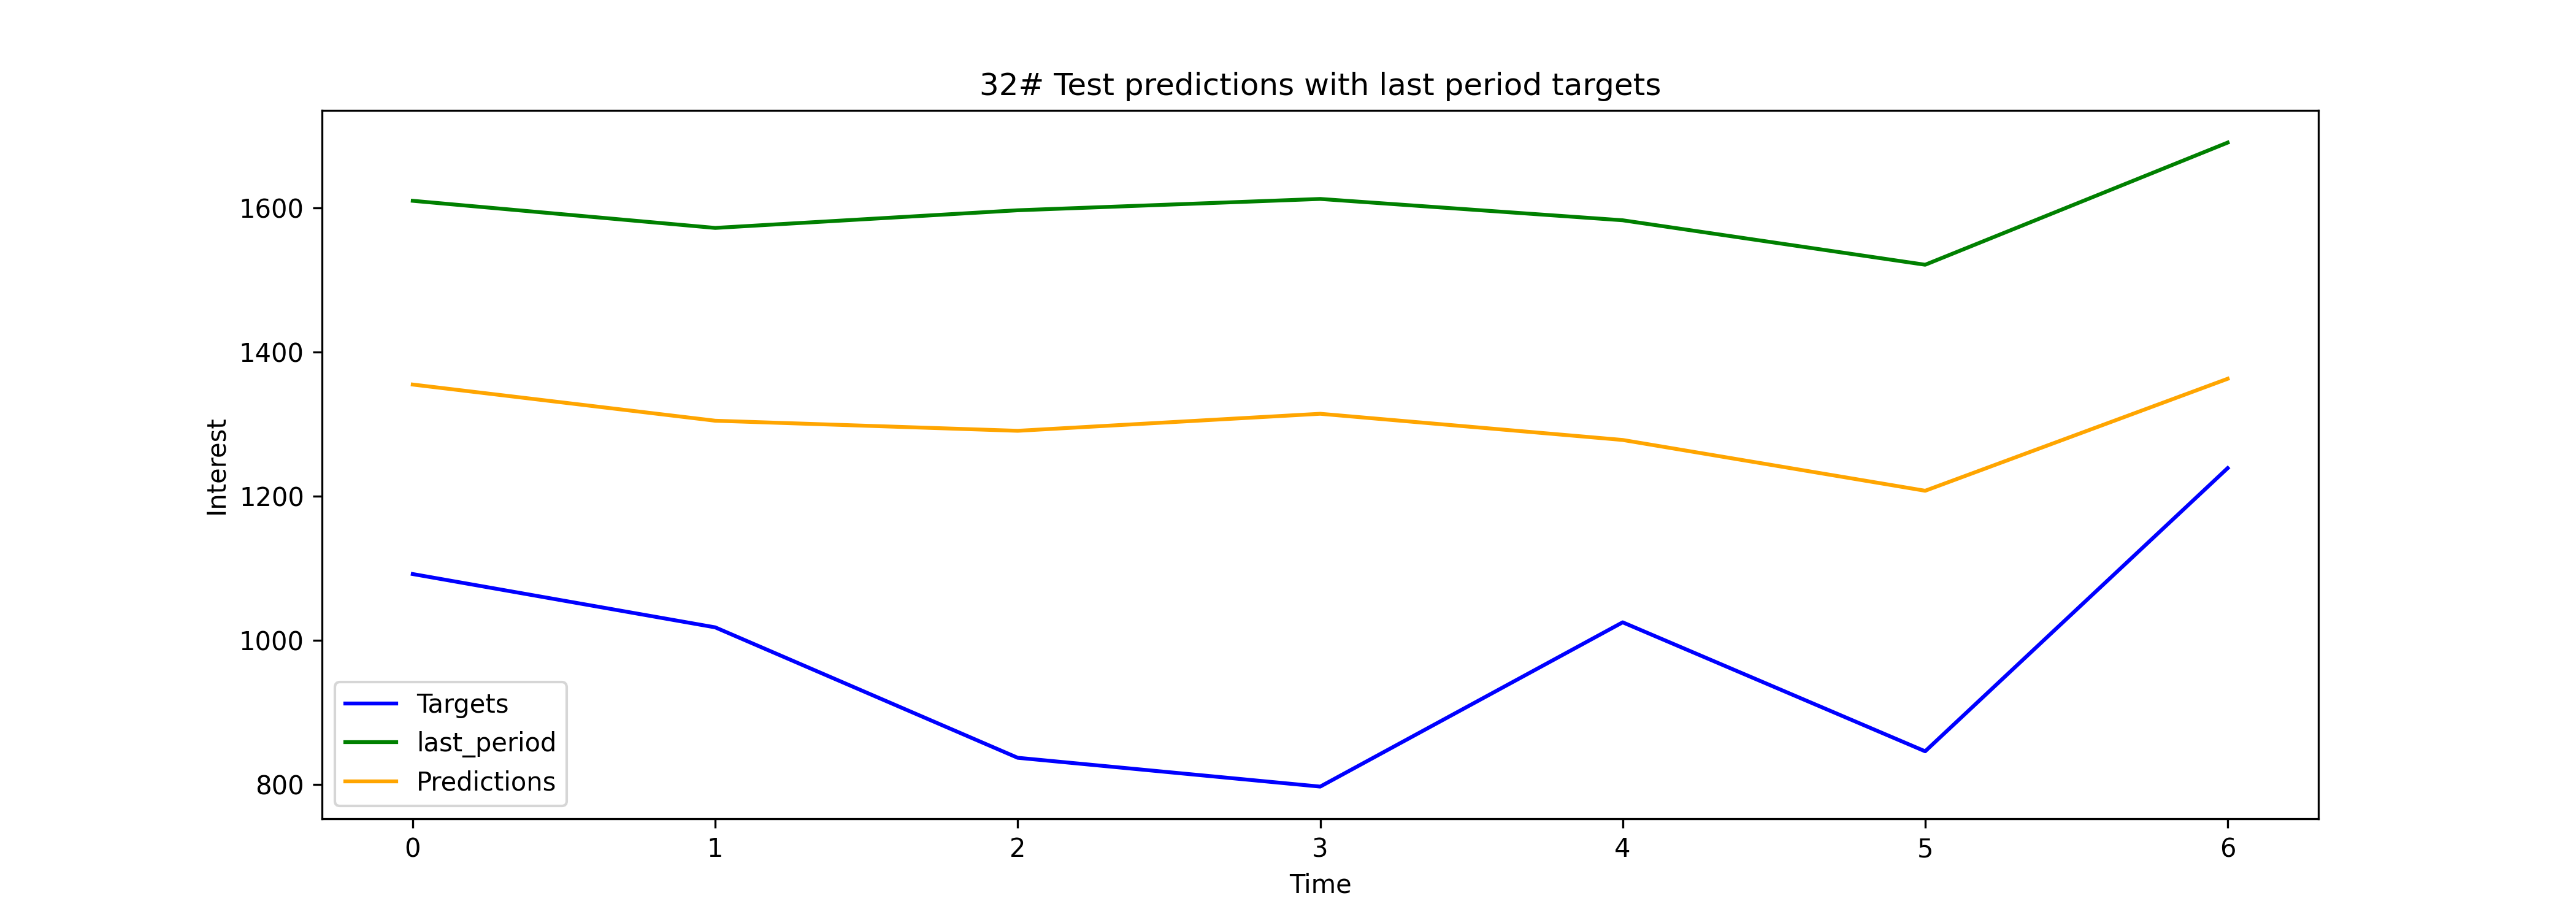 32# Test predictions with last period targets
Interest
1600
1400
1200
1000
800
Targets
last_period
Predictions
0 1 2 3 4 5 6
Time